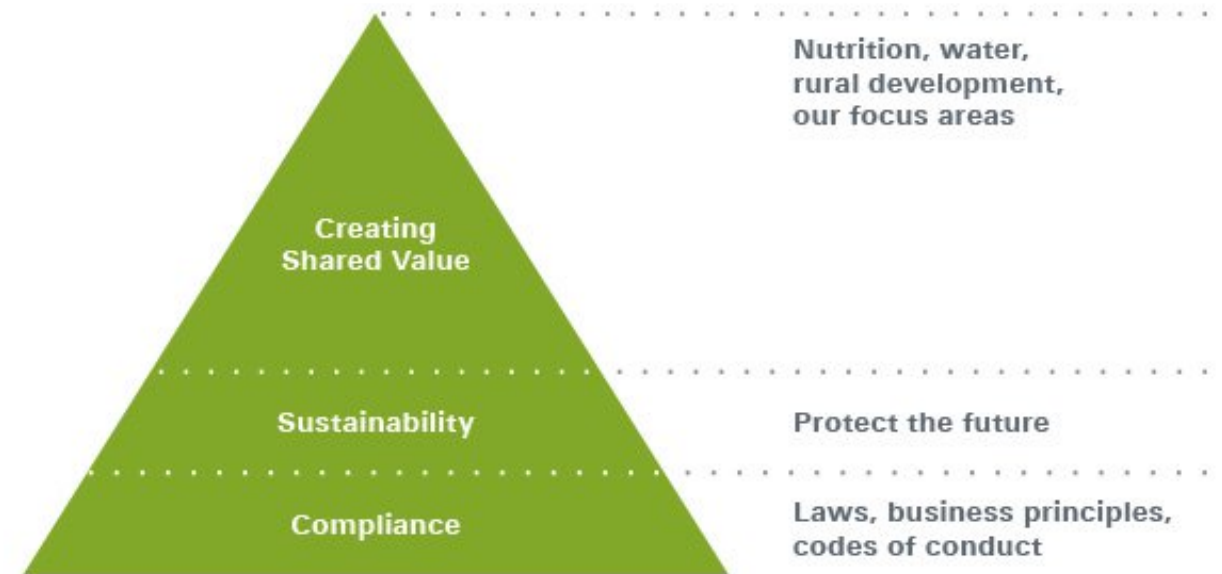 Nutrition, water,
rural development,
our focus areas
Creating
Shared Value
Sustainability
Protect the future
Compliance
Laws, business principles,
codes of conduct